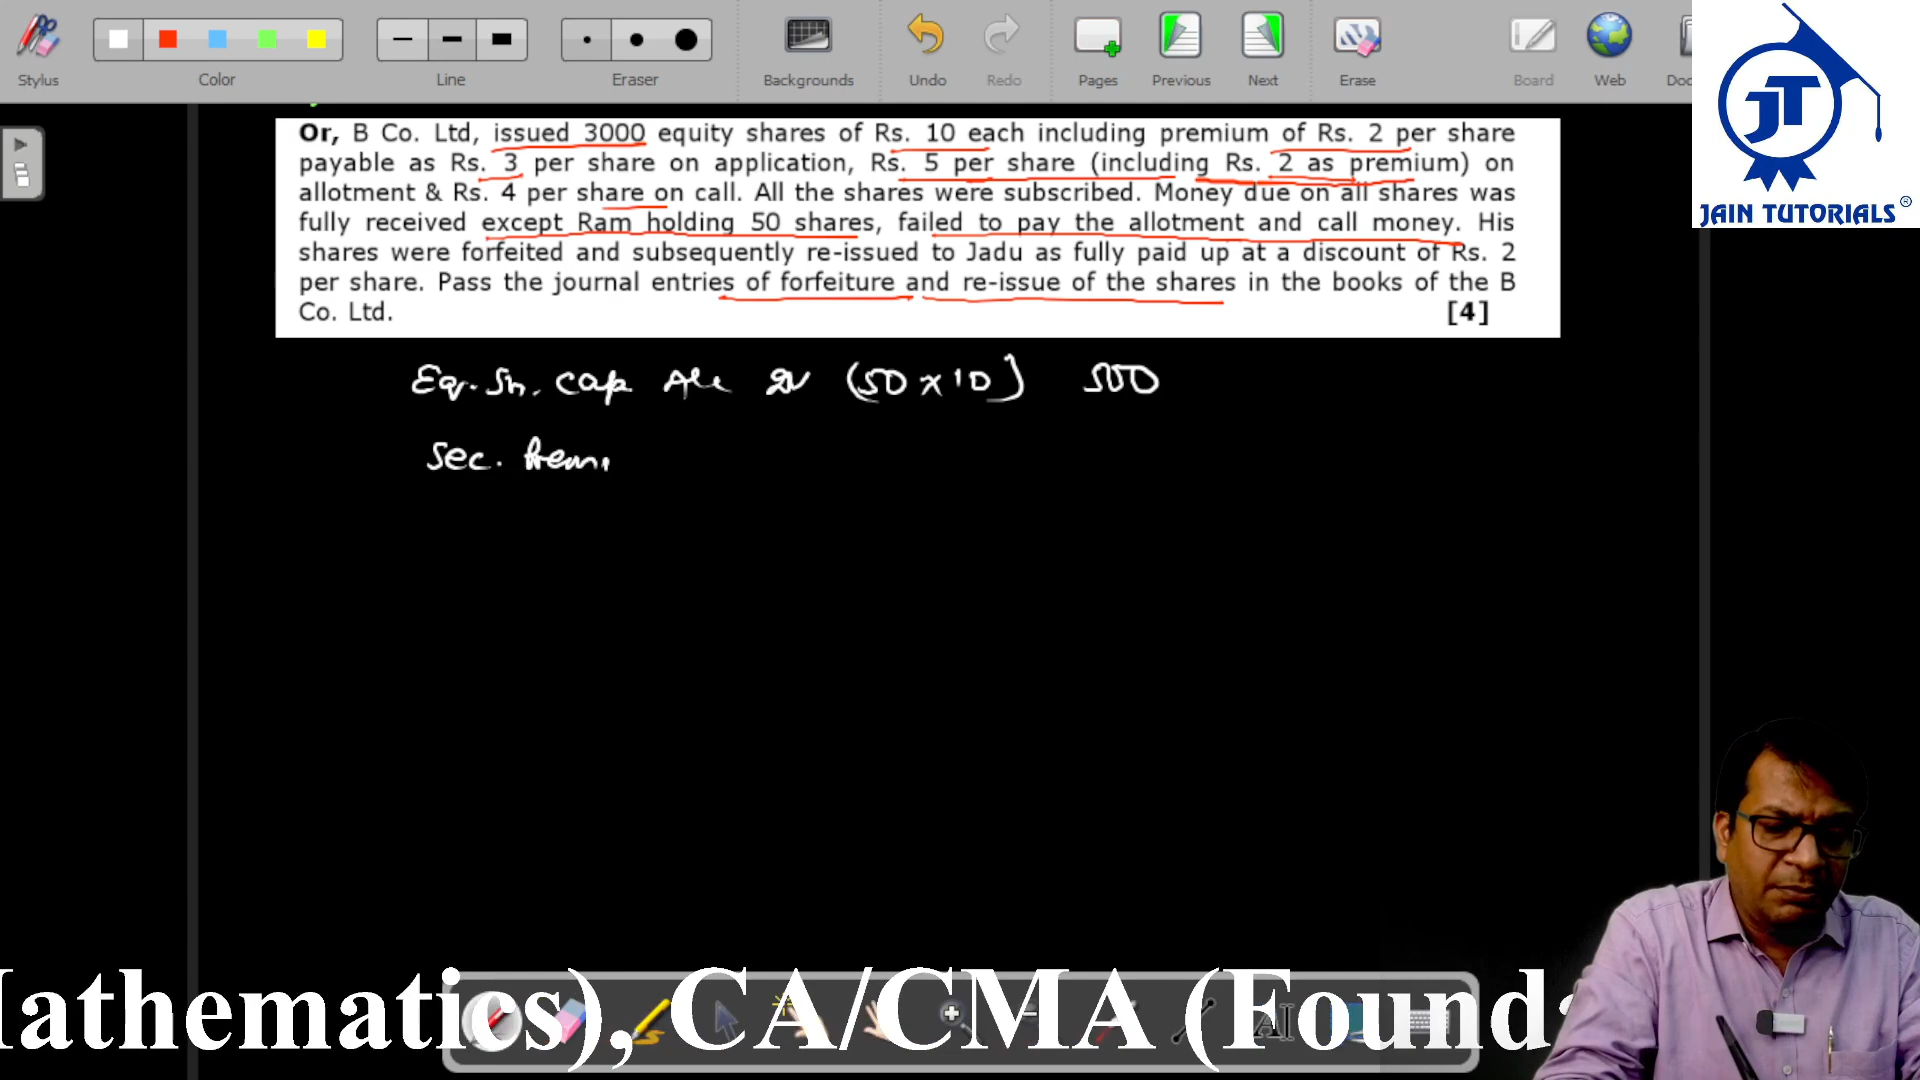 Stylus Color Line Eraser Backgrounds Undo Redo Pages Previous Next Erase Board Web Doc
JT
JAIN TUTORIALS®
Or, B Co. Ltd, issued 3000 equity shares of Rs. 10 each including premium of Rs. 2 per share
payable as Rs. 3 per share on application, Rs. 5 per share (including Rs. 2 as premium) on
allotment & Rs. 4 per share on call. All the shares were subscribed. Money due on all shares was
fully received except Ram holding 50 shares, failed to pay the allotment and call money. His
shares were forfeited and subsequently re-issued to Jadu as fully paid up at a discount of Rs. 2
per share. Pass the journal entries of forfeiture and re-issue of the shares in the books of the B
Co. Ltd. [4]
Eq. Sh. Cap A/c Dr (50 x 10) 500
Sec. Prem
Mathematics), CA/CMA (Founda
AI